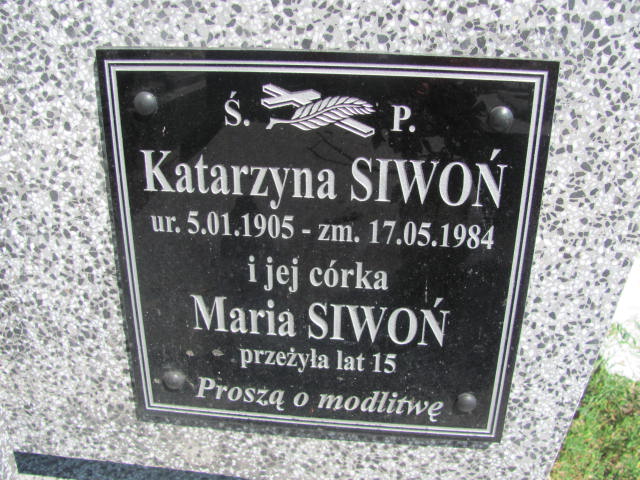 Ś. P.
Katarzyna SIWOŃ
ur. 5.01.1905 - zm. 17.05.1984
i jej córka
Maria SIWOŃ
przeżyła lat 15
Proszą o modlitwę